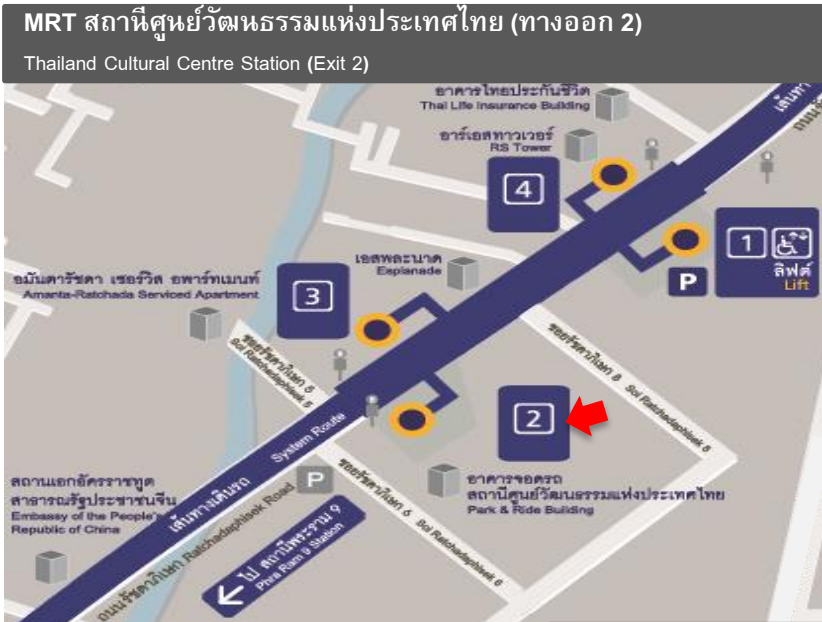 MRT สถานีศูนย์วัฒนธรรมแห่งประเทศไทย (ทางออก 2)
Thailand Cultural Centre Station (Exit 2)
อาคารไทยประกันชีวิต
Thai Life Insurance Building
อาร์เอสทาวเวอร์
RS Tower
4
1
ลิฟต์
Lift
P
เอสพละนาด
Esplanade
อมันตารัชดา เซอร์วิส อพาร์ทเมนท์
Amanta-Ratchada Serviced Apartment
3
ซอยรัชดาภิเษก 5
Soi Ratchadaphisek 5
ซอยรัชดาภิเษก 8 Soi Ratchadaphisek 8
2
อาคารจอดรถ
สถานีศูนย์วัฒนธรรมแห่งประเทศไทย
Park & Ride Building
เส้นทางเดินรถ System Route
ถนนรัชดาภิเษก Ratchadaphisek Road
P
ซอยรัชดาภิเษก 6 Soi Ratchadaphisek 6
สถานเอกอัครราชทูต
สาธารณรัฐประชาชนจีน
Embassy of the People's
Republic of China
ไป สถานีพระราม 9
Phra Ram 9 Station